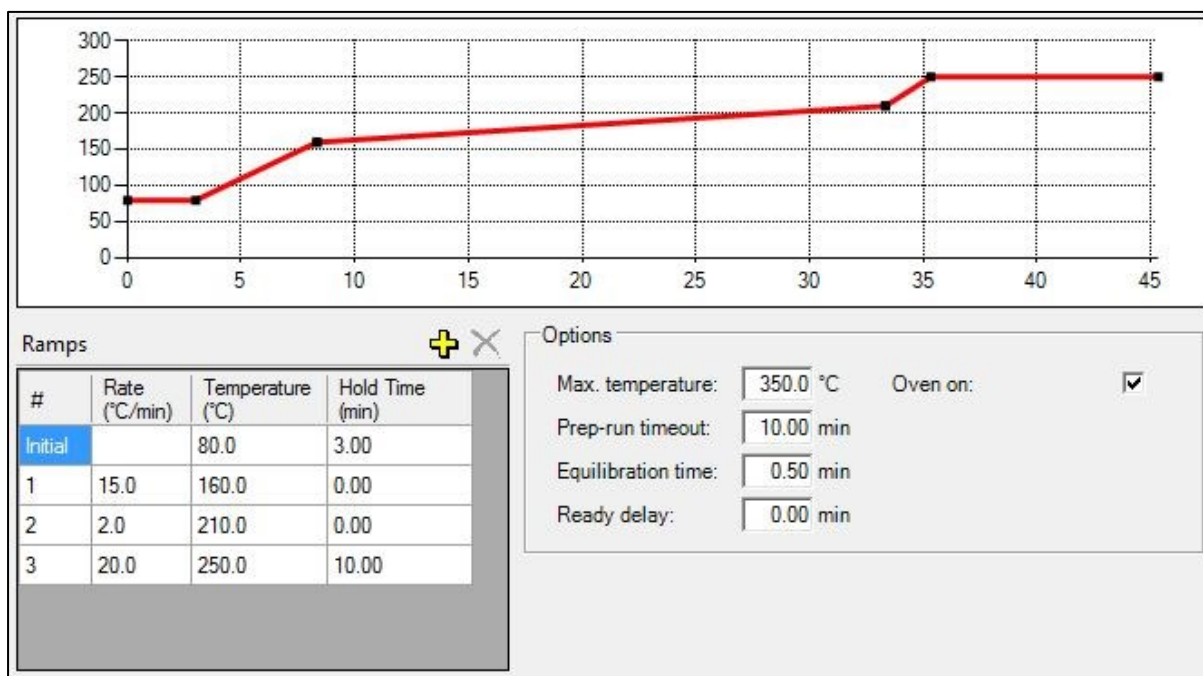 300
250
200
150
100
50
0
0 5 10 15 20 25 30 35 40 45
Ramps
# Rate (°C/min) Temperature (°C) Hold Time (min)
Initial 80.0 3.00
1 15.0 160.0 0.00
2 2.0 210.0 0.00
3 20.0 250.0 10.00
Options
Max. temperature: 350.0 °C Oven on:
Prep-run timeout: 10.00 min
Equilibration time: 0.50 min
Ready delay: 0.00 min